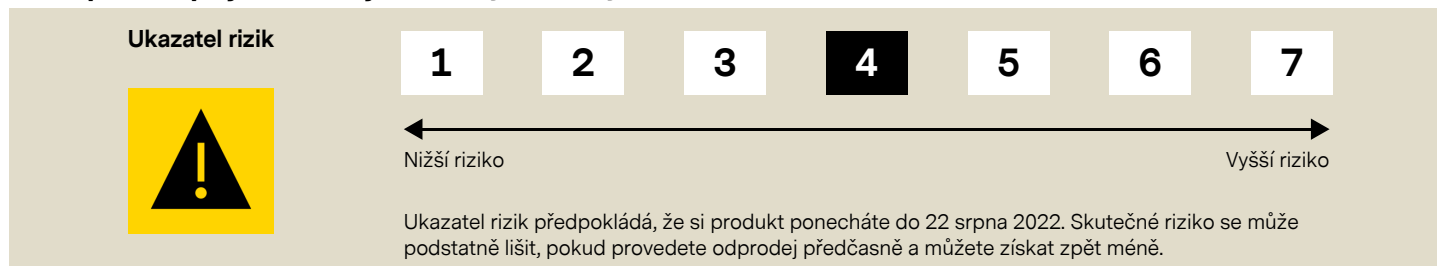 Ukazatel rizik
1 2 3 4 5 6 7
Nižší riziko Vyšší riziko
Ukazatel rizik předpokládá, že si produkt ponecháte do 22 srpna 2022. Skutečné riziko se může
podstatně lišit, pokud provedete odprodej předčasně a můžete získat zpět méně.